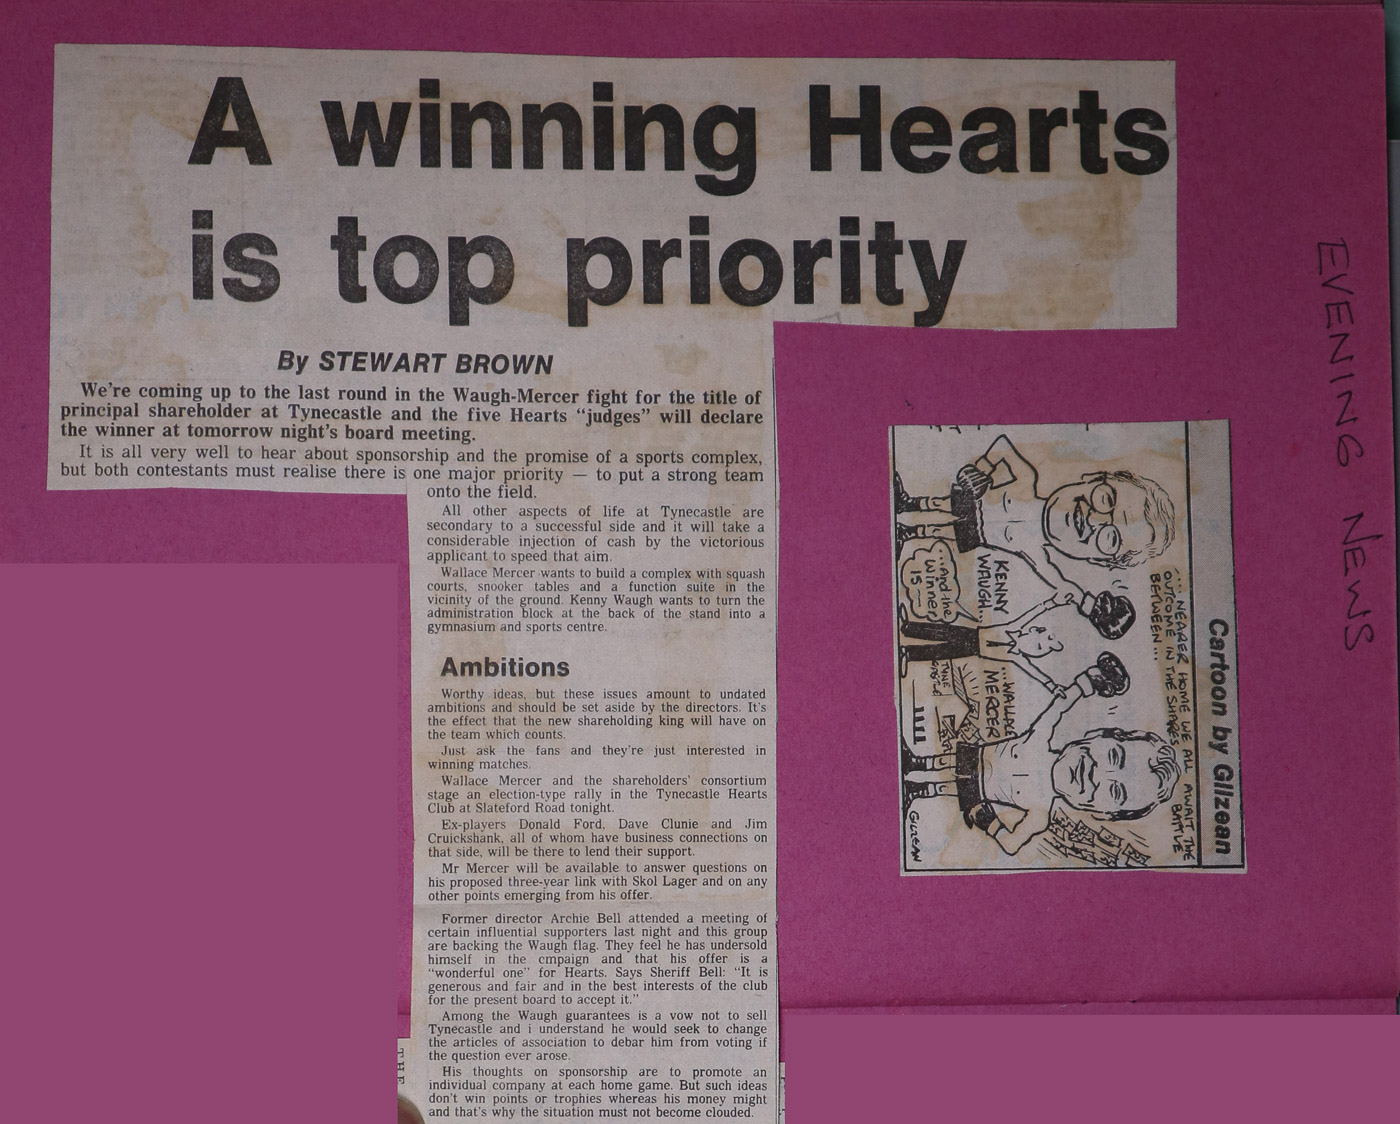 A winning Hearts
is top priority
By STEWART BROWN
We're coming up to the last round in the Waugh-Mercer fight for the title of
principal shareholder at Tynecastle and the five Hearts “judges” will declare
the winner at tomorrow night's board meeting.
It is all very well to hear about sponsorship and the promise of a sports complex,
but both contestants must realise there is one major priority — to put a strong team
onto the field.
All other aspects of life at Tynecastle are
secondary to a successful side and it will take a
considerable injection of cash by the victorious
applicant to speed that aim.
Wallace Mercer wants to build a complex with squash
courts, snooker tables and a function suite in the
vicinity of the ground. Kenny Waugh wants to turn the
administration block at the back of the stand into a
gymnasium and sports centre.
Ambitions
Worthy ideas, but these issues amount to undated
ambitions and should be set aside by the directors. It's
the effect that the new shareholding king will have on
the team which counts.
Just ask the fans and they're just interested in
winning matches.
Wallace Mercer and the shareholders' consortium
stage an election-type rally in the Tynecastle Hearts
Club at Slateford Road tonight.
Ex-players Donald Ford, Dave Clunie and Jim
Cruickshank, all of whom have business connections on
that side, will be there to lend their support.
Mr Mercer will be available to answer questions on
his proposed three-year link with Skol Lager and on any
other points emerging from his offer.
Former director Archie Bell attended a meeting of
certain influential supporters last night and this group
are backing the Waugh flag. They feel he has undersold
himself in the cmpaign and that his offer is a
“wonderful one” for Hearts. Says Sheriff Bell: “It is
generous and fair and in the best interests of the club
for the present board to accept it.”
Among the Waugh guarantees is a vow not to sell
Tynecastle and i understand he would seek to change
the articles of association to debar him from voting if
the question ever arose.
His thoughts on sponsorship are to promote an
individual company at each home game. But such ideas
don't win points or trophies whereas his money might
and that's why the situation must not become clouded.
THE
EVENING NEWS
Cartoon by Gilzean
.... NEARER HOME WE ALL AWAIT THE
OUTCOME IN THE SHARES BATTLE
BETWEEN...
KENNY
WAUGH...
...WALLACE
MERCER
...And the
winner
IS—
TYNE
CASTLE
GILZEAN